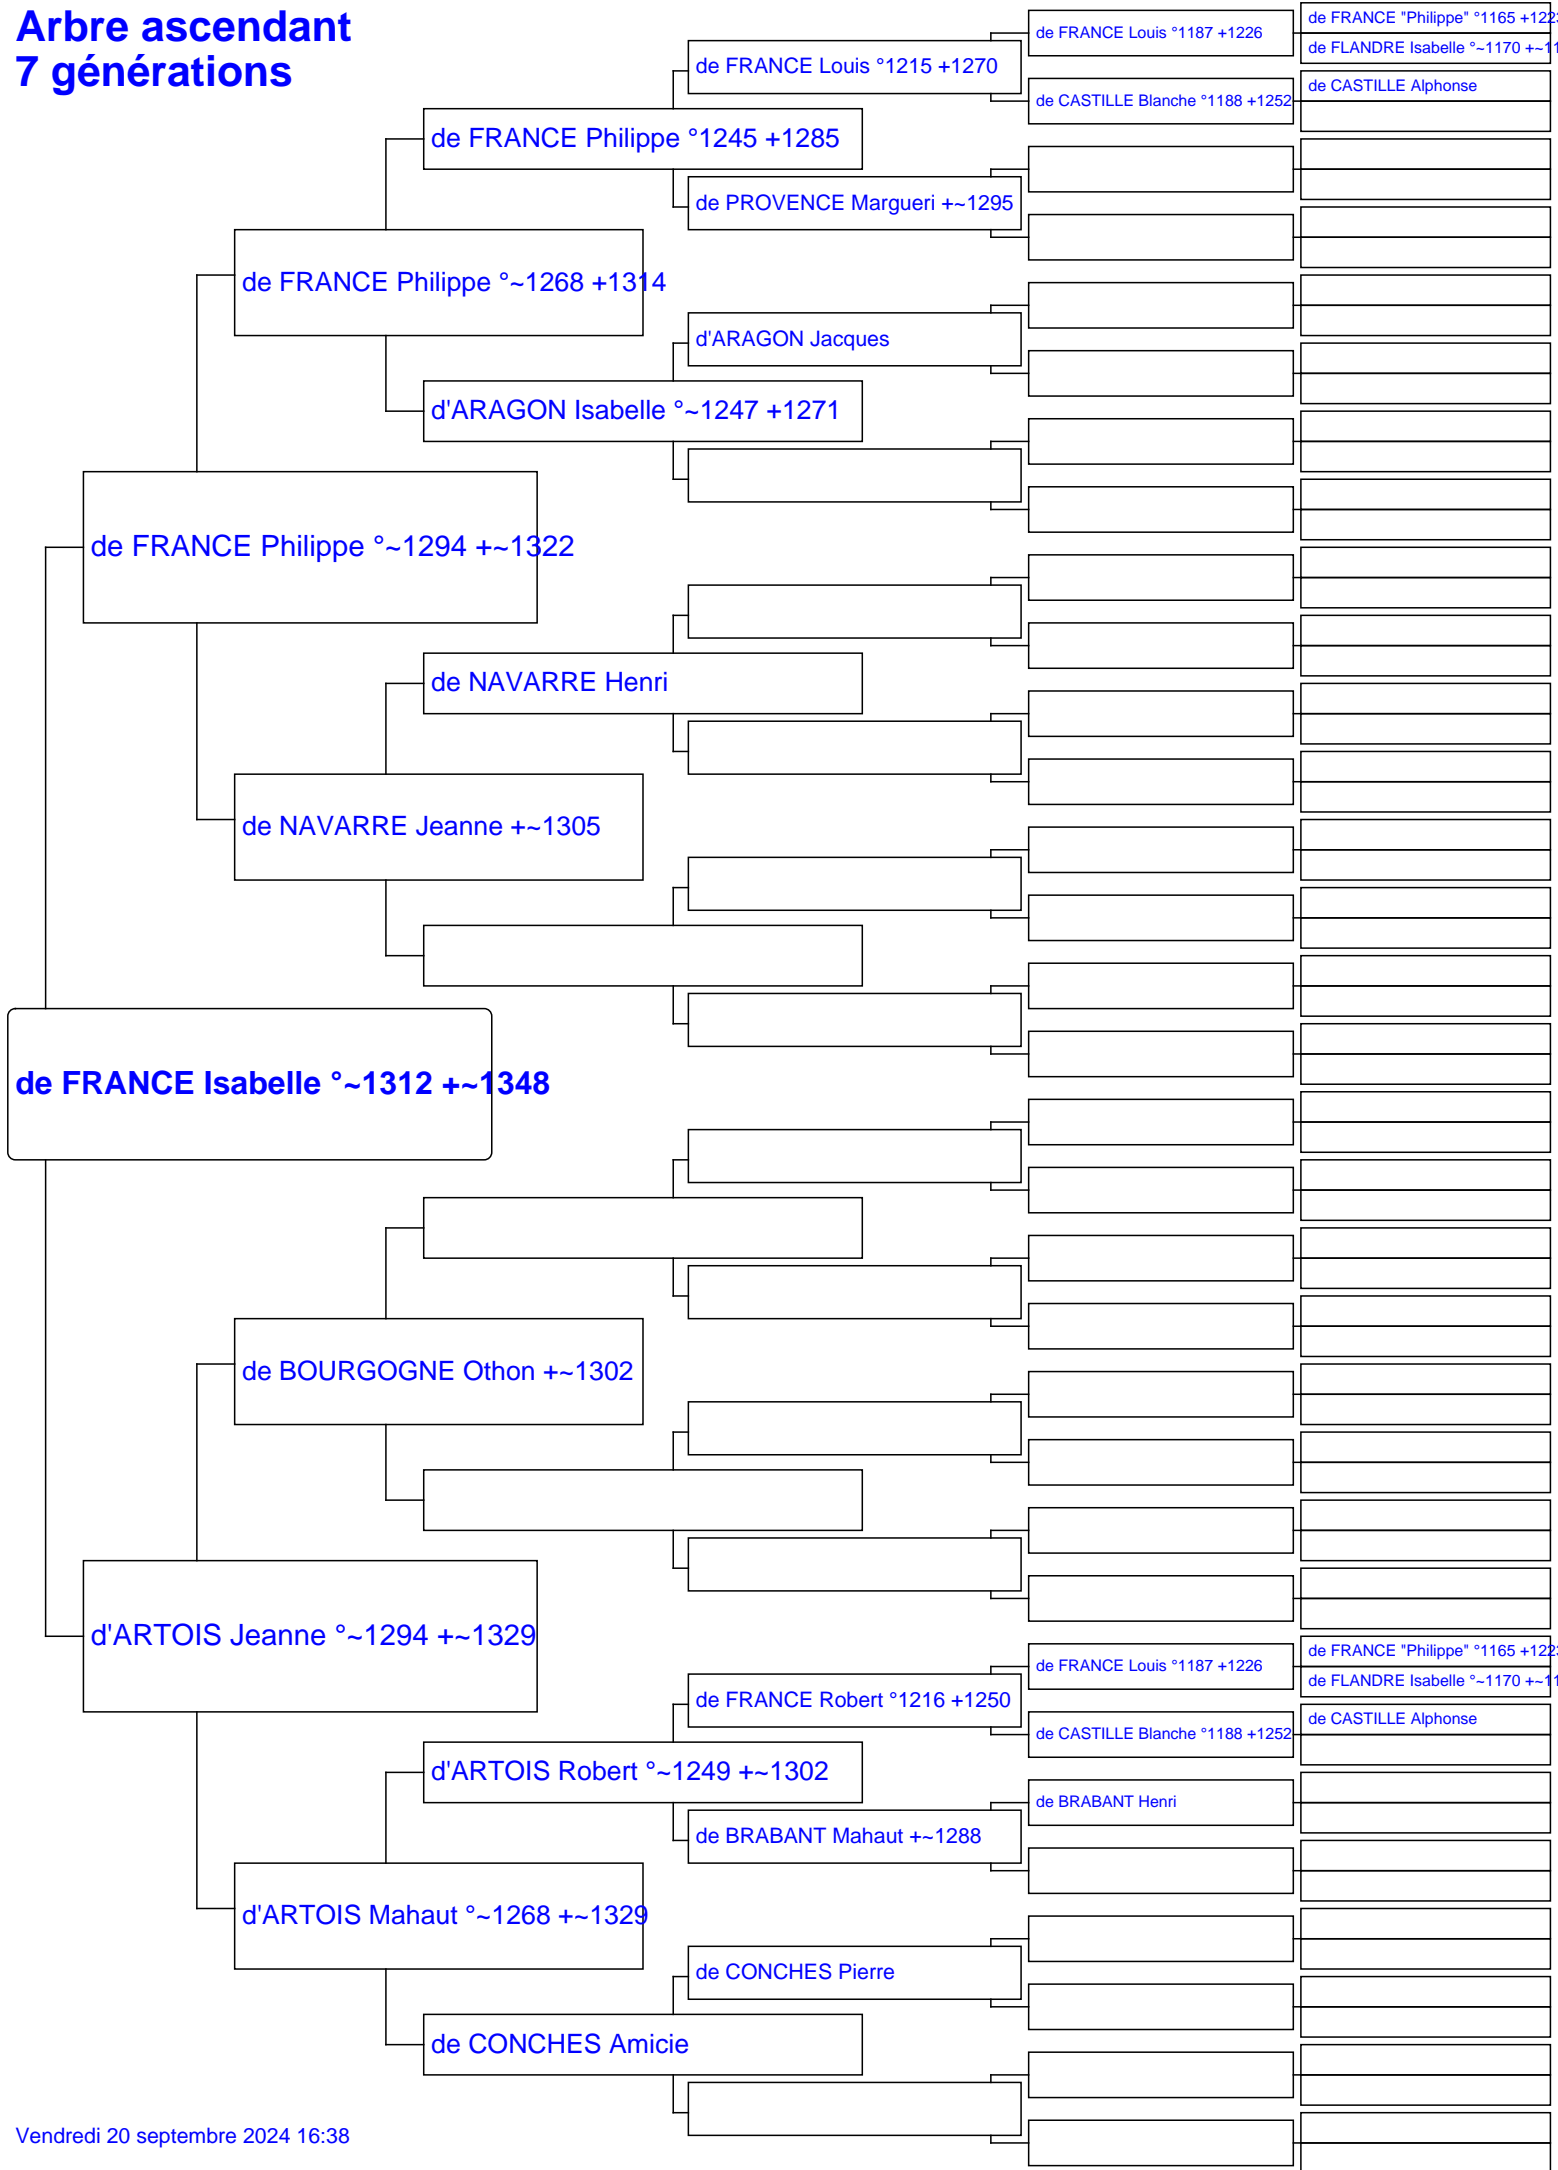 Arbre ascendant
7 générations
de FRANCE "Philippe" °1165 +1223
de FRANCE Louis °1187 +1226
de FLANDRE Isabelle °~1170 +~1
de FRANCE Louis °1215 +1270
de CASTILLE Alphonse
de CASTILLE Blanche °1188 +1252
de FRANCE Philippe °1245 +1285
de PROVENCE Margueri +~1295
de FRANCE Philippe °~1268 +1314
d'ARAGON Jacques
d'ARAGON Isabelle °~1247 +1271
de FRANCE Philippe °~1294 +~1322
de NAVARRE Henri
de NAVARRE Jeanne +~1305
de FRANCE Isabelle °~1312 +~1348
de BOURGOGNE Othon +~1302
d'ARTOIS Jeanne °~1294 +~1329
de FRANCE "Philippe" °1165 +1223
de FRANCE Louis °1187 +1226
de FLANDRE Isabelle °~1170 +~1
de FRANCE Robert °1216 +1250
de CASTILLE Alphonse
de CASTILLE Blanche °1188 +1252
d'ARTOIS Robert °~1249 +~1302
de BRABANT Henri
de BRABANT Mahaut +~1288
d'ARTOIS Mahaut °~1268 +~1329
de CONCHES Pierre
de CONCHES Amicie
Vendredi 20 septembre 2024 16:38